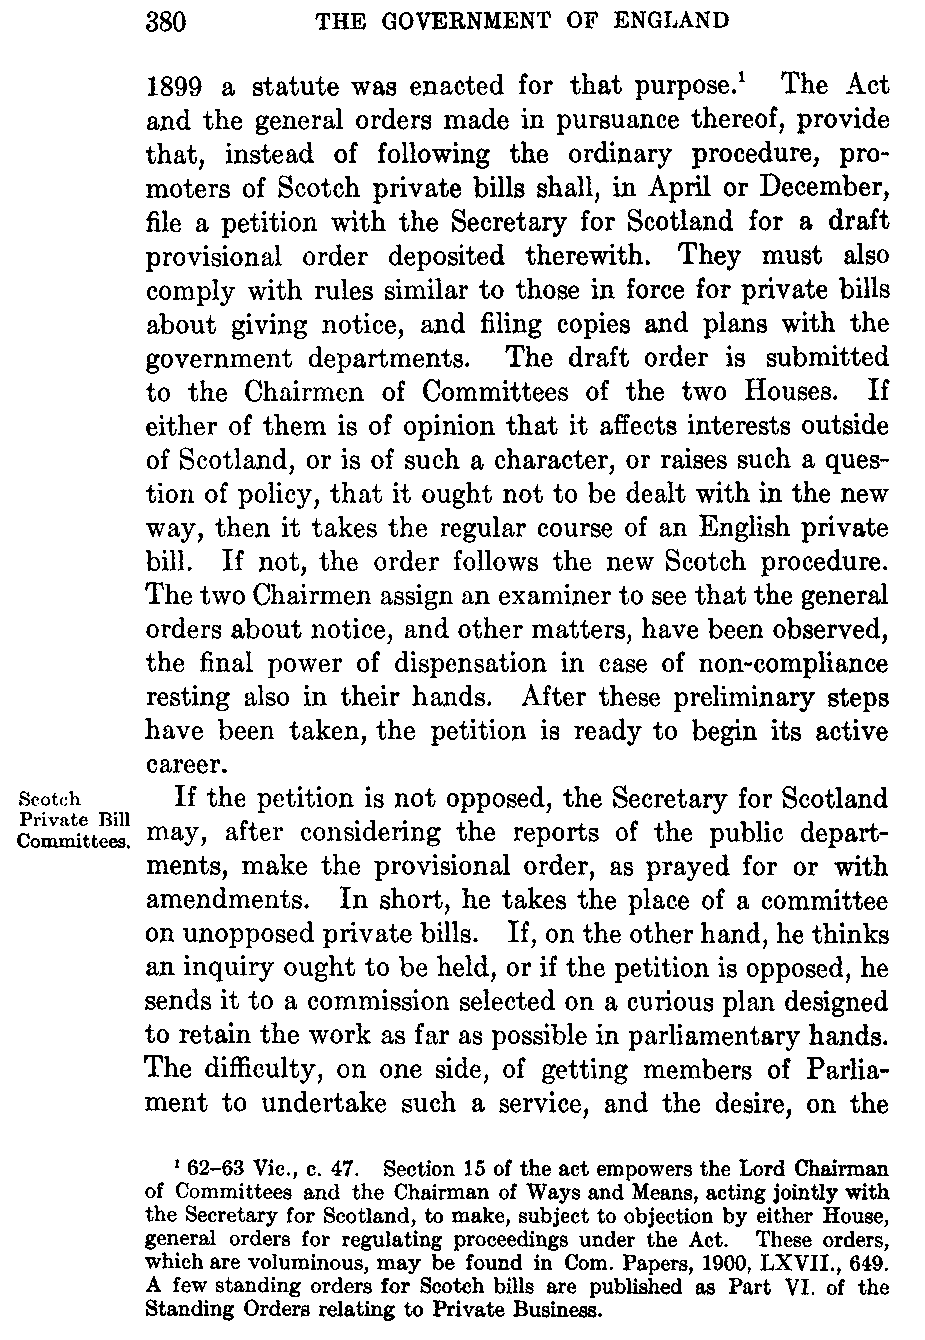 380 THE GOVERNMENT OF ENGLAND
1899 a statute was enacted for that purpose.¹ The Act
and the general orders made in pursuance thereof, provide
that, instead of following the ordinary procedure, pro-
moters of Scotch private bills shall, in April or December,
file a petition with the Secretary for Scotland for a draft
provisional order deposited therewith. They must also
comply with rules similar to those in force for private bills
about giving notice, and filing copies and plans with the
government departments. The draft order is submitted
to the Chairmen of Committees of the two Houses. If
either of them is of opinion that it affects interests outside
of Scotland, or is of such a character, or raises such a ques-
tion of policy, that it ought not to be dealt with in the new
way, then it takes the regular course of an English private
bill. If not, the order follows the new Scotch procedure.
The two Chairmen assign an examiner to see that the general
orders about notice, and other matters, have been observed,
the final power of dispensation in case of non-compliance
resting also in their hands. After these preliminary steps
have been taken, the petition is ready to begin its active
career.
Scotch
Private Bill
Committees.
If the petition is not opposed, the Secretary for Scotland
may, after considering the reports of the public depart-
ments, make the provisional order, as prayed for or with
amendments. In short, he takes the place of a committee
on unopposed private bills. If, on the other hand, he thinks
an inquiry ought to be held, or if the petition is opposed, he
sends it to a commission selected on a curious plan designed
to retain the work as far as possible in parliamentary hands.
The difficulty, on one side, of getting members of Parlia-
ment to undertake such a service, and the desire, on the
¹ 62–63 Vic., c. 47. Section 15 of the act empowers the Lord Chairman
of Committees and the Chairman of Ways and Means, acting jointly with
the Secretary for Scotland, to make, subject to objection by either House,
general orders for regulating proceedings under the Act. These orders,
which are voluminous, may be found in Com. Papers, 1900, LXVII., 649.
A few standing orders for Scotch bills are published as Part VI. of the
Standing Orders relating to Private Business.